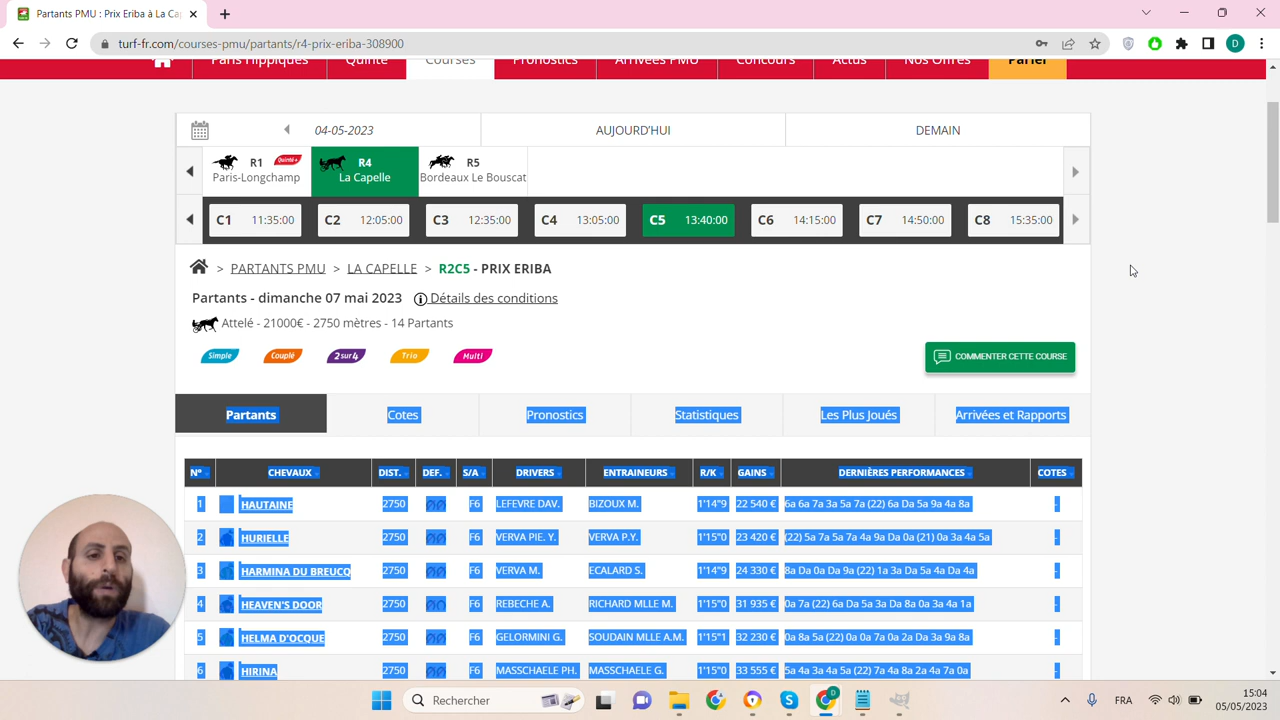 Partants PMU : Prix Eriba à La Ca
turf-fr.com/courses-pmu/partants/r4-prix-eriba-308900
D
Paris Hippiques Quinté Courses Pronostics Arrivées PMU Concours Actus Nos Offres Parier
04-05-2023 AUJOURD'HUI DEMAIN
R1 Quinté+ R4 R5
Paris-Longchamp La Capelle Bordeaux Le Bouscat
C1 11:35:00 C2 12:05:00 C3 12:35:00 C4 13:05:00 C5 13:40:00 C6 14:15:00 C7 14:50:00 C8 15:35:00
> PARTANTS PMU > LA CAPELLE > R2C5 - PRIX ERIBA
Partants - dimanche 07 mai 2023 Détails des conditions
Attelé - 21000€ - 2750 mètres - 14 Partants
Simple Couplé 2sur4 Trio Multi
COMMENTER CETTE COURSE
Partants Cotes Pronostics Statistiques Les Plus Joués Arrivées et Rapports
N° CHEVAUX DIST. DEF. S/A DRIVERS ENTRAINEURS R/K GAINS DERNIÈRES PERFORMANCES COTES
1 HAUTAINE 2750 F6 LEFEVRE DAV. BIZOUX M. 1'14"9 22 540 € 6a 6a 7a 3a 5a 7a (22) 6a Da 5a 9a 4a 8a -
2 HURIELLE 2750 F6 VERVA PIE. Y. VERVA P.Y. 1'15"0 23 420 € (22) 5a 7a 5a 7a 4a 9a Da 0a (21) 0a 3a 4a 5a -
3 HARMINA DU BREUCQ 2750 F6 VERVA M. ECALARD S. 1'14"9 24 330 € 8a Da 0a Da 9a (22) 1a 3a Da 5a 4a Da 4a -
4 HEAVEN'S DOOR 2750 F6 REBECHE A. RICHARD MLLE M. 1'15"0 31 935 € 0a 7a (22) 6a Da 5a 3a Da 8a 0a 3a 4a 1a -
5 HELMA D'OCQUE 2750 F6 GELORMINI G. SOUDAIN MLLE A.M. 1'15"1 32 230 € 0a 8a 5a (22) 0a 0a 7a 0a 2a Da 3a 9a 8a -
6 HIRINA 2750 F6 MASSCHAELE PH. MASSCHAELE G. 1'15"0 33 555 € 5a 4a 3a 4a 5a (22) 7a 4a 8a 2a 4a 7a 0a -
Rechercher
FRA
15:04
05/05/2023